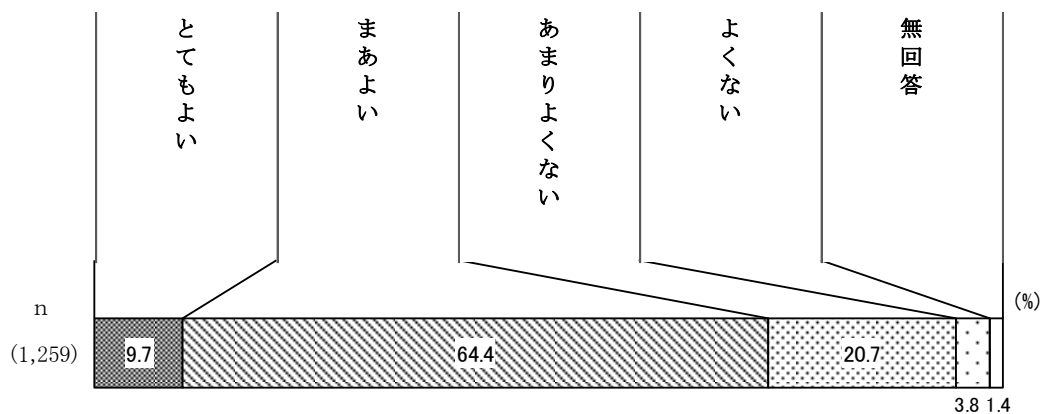 とてもよい
まあよい
あまりよくない
よくない
無回答
(%)
n
(1,259)
9.7
64.4
20.7
3.8
1.4